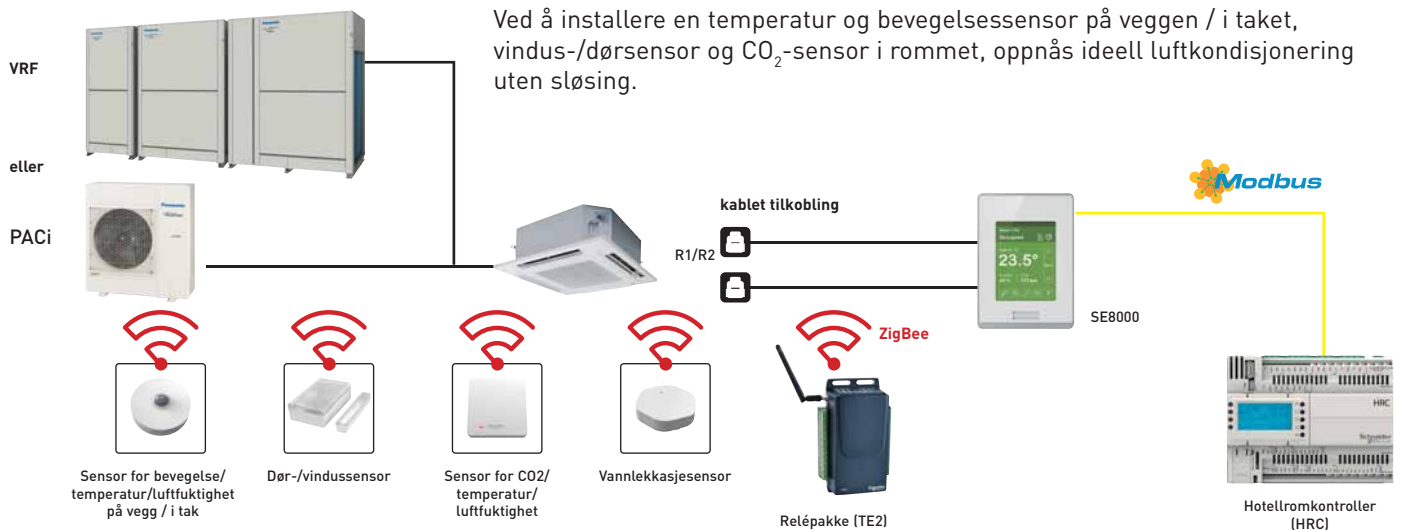 Ved å installere en temperatur og bevegelsessensor på veggen / i taket,
vindus-/dørsensor og CO₂-sensor i rommet, oppnås ideell luftkondisjonering
uten sløsing.
VRF
eller
PACi
Panasonic
kablet tilkobling
R1/R2
Modbus
23.5°
SE8000
ZigBee
HRC
Schneider
Sensor for bevegelse/
temperatur/luftfuktighet
på vegg / i tak
Dør-/vindussensor
Sensor for CO2/
temperatur/
luftfuktighet
Vannlekkasjesensor
Relépakke (TE2)
Hotellromkontroller
(HRC)